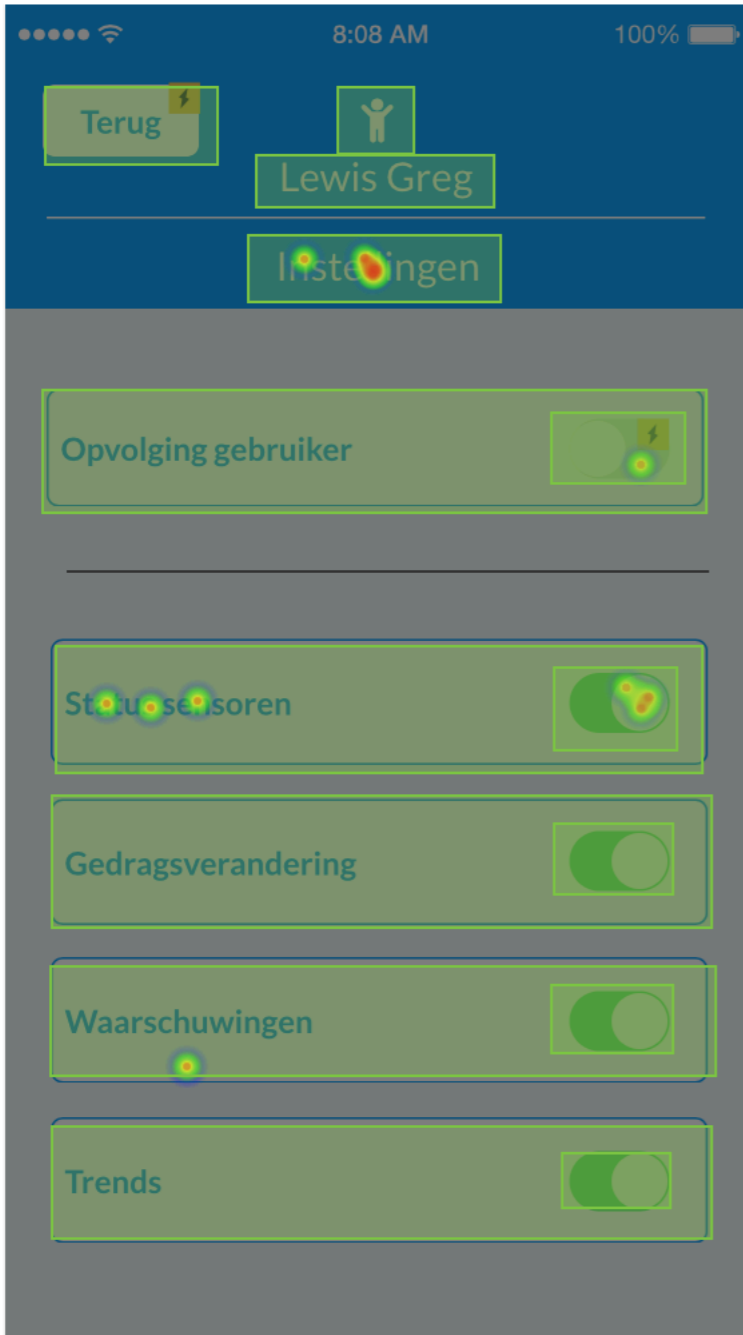 8:08 AM
100%
Terug
Lewis Greg
Instellingen
Opvolging gebruiker
Status sensoren
Gedragsverandering
Waarschuwingen
Trends